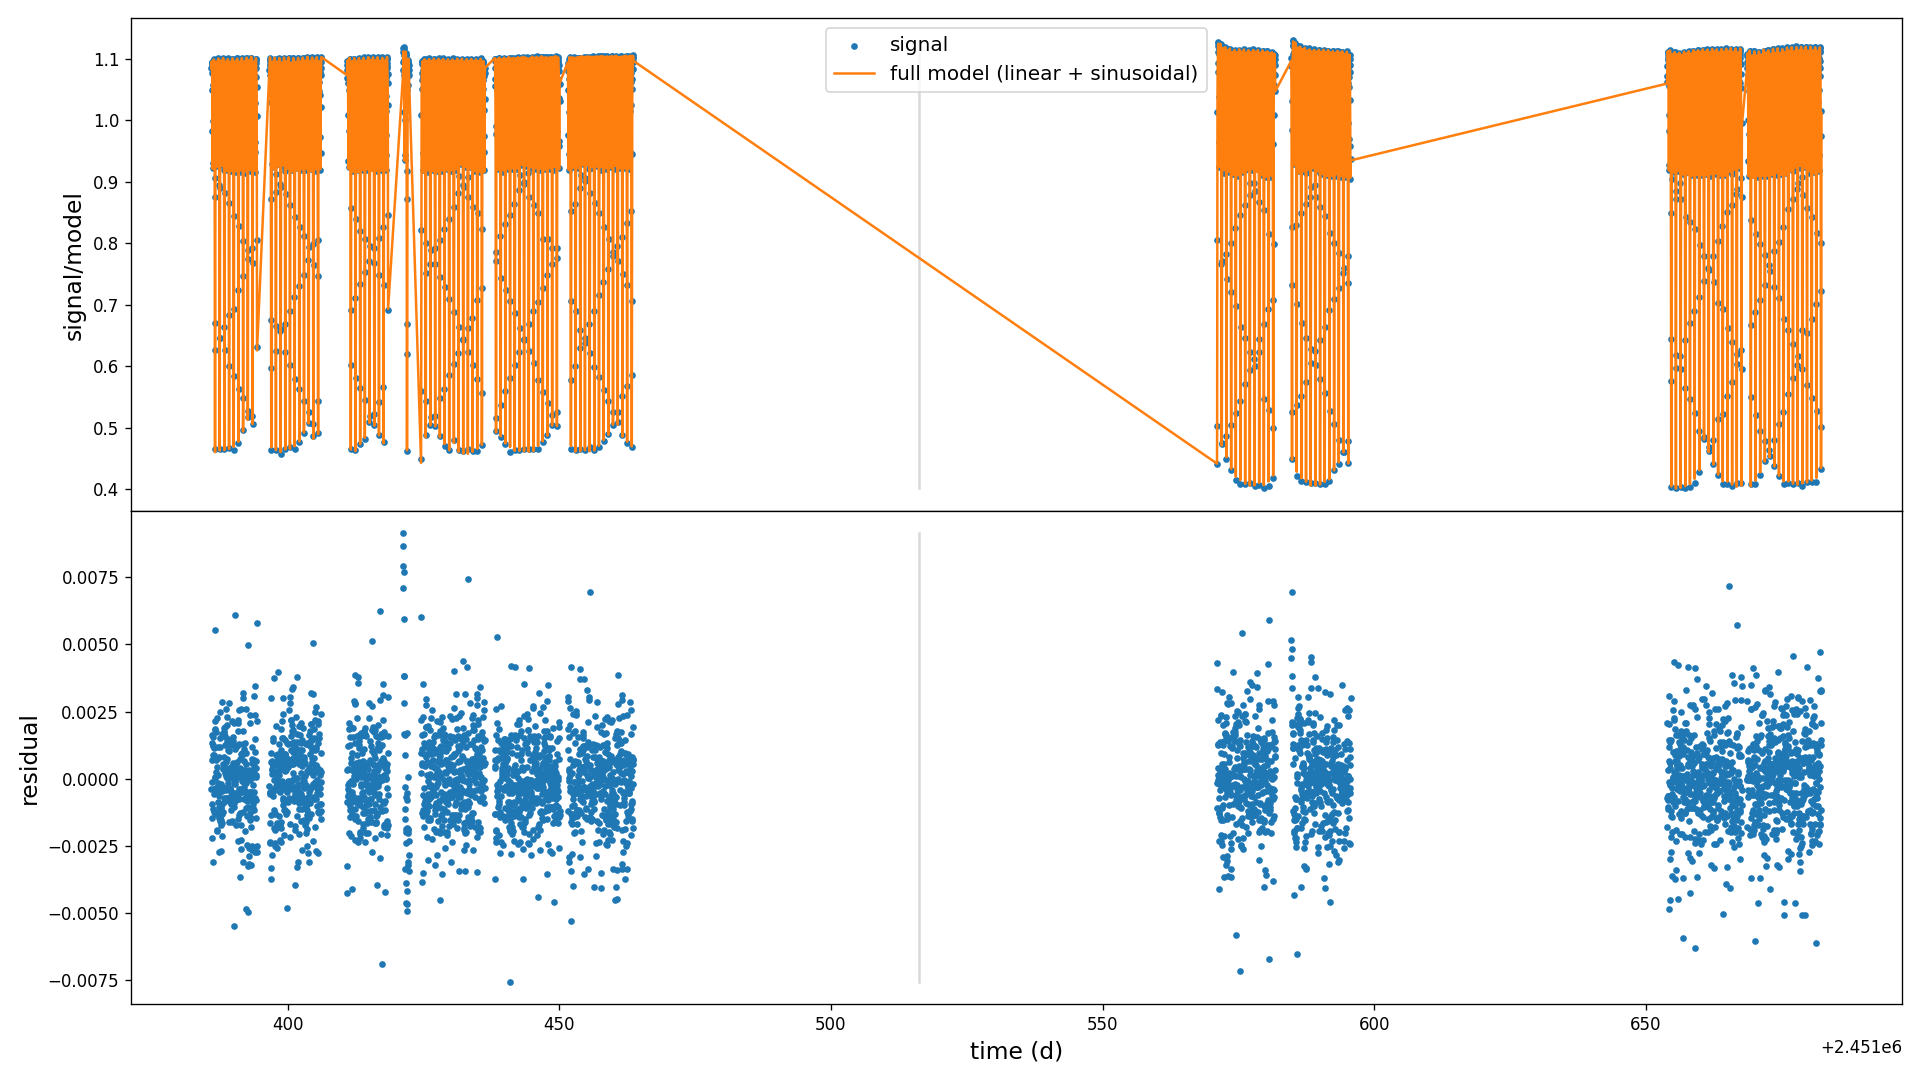 signal
full model (linear + sinusoidal)
signal/model
1.1
1.0
0.9
0.8
0.7
0.6
0.5
0.4
residual
0.0075
0.0050
0.0025
0.0000
−0.0025
−0.0050
−0.0075
400 450 500 550 600 650
time (d)
+2.451e6